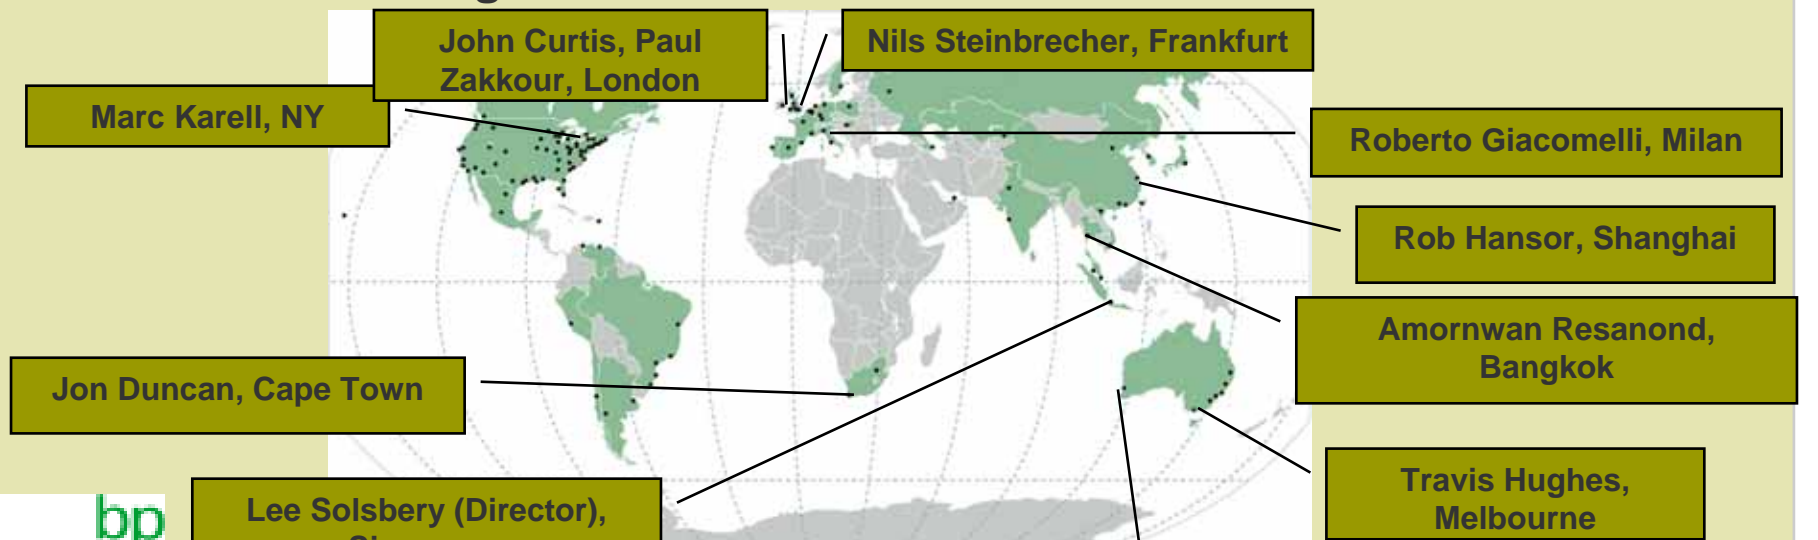 John Curtis, Paul
Zakkour, London
Nils Steinbrecher, Frankfurt
Marc Karell, NY
Roberto Giacomelli, Milan
Rob Hansor, Shanghai
Amornwan Resanond,
Bangkok
Jon Duncan, Cape Town
Travis Hughes,
Melbourne
Lee Solsbery (Director),
bp